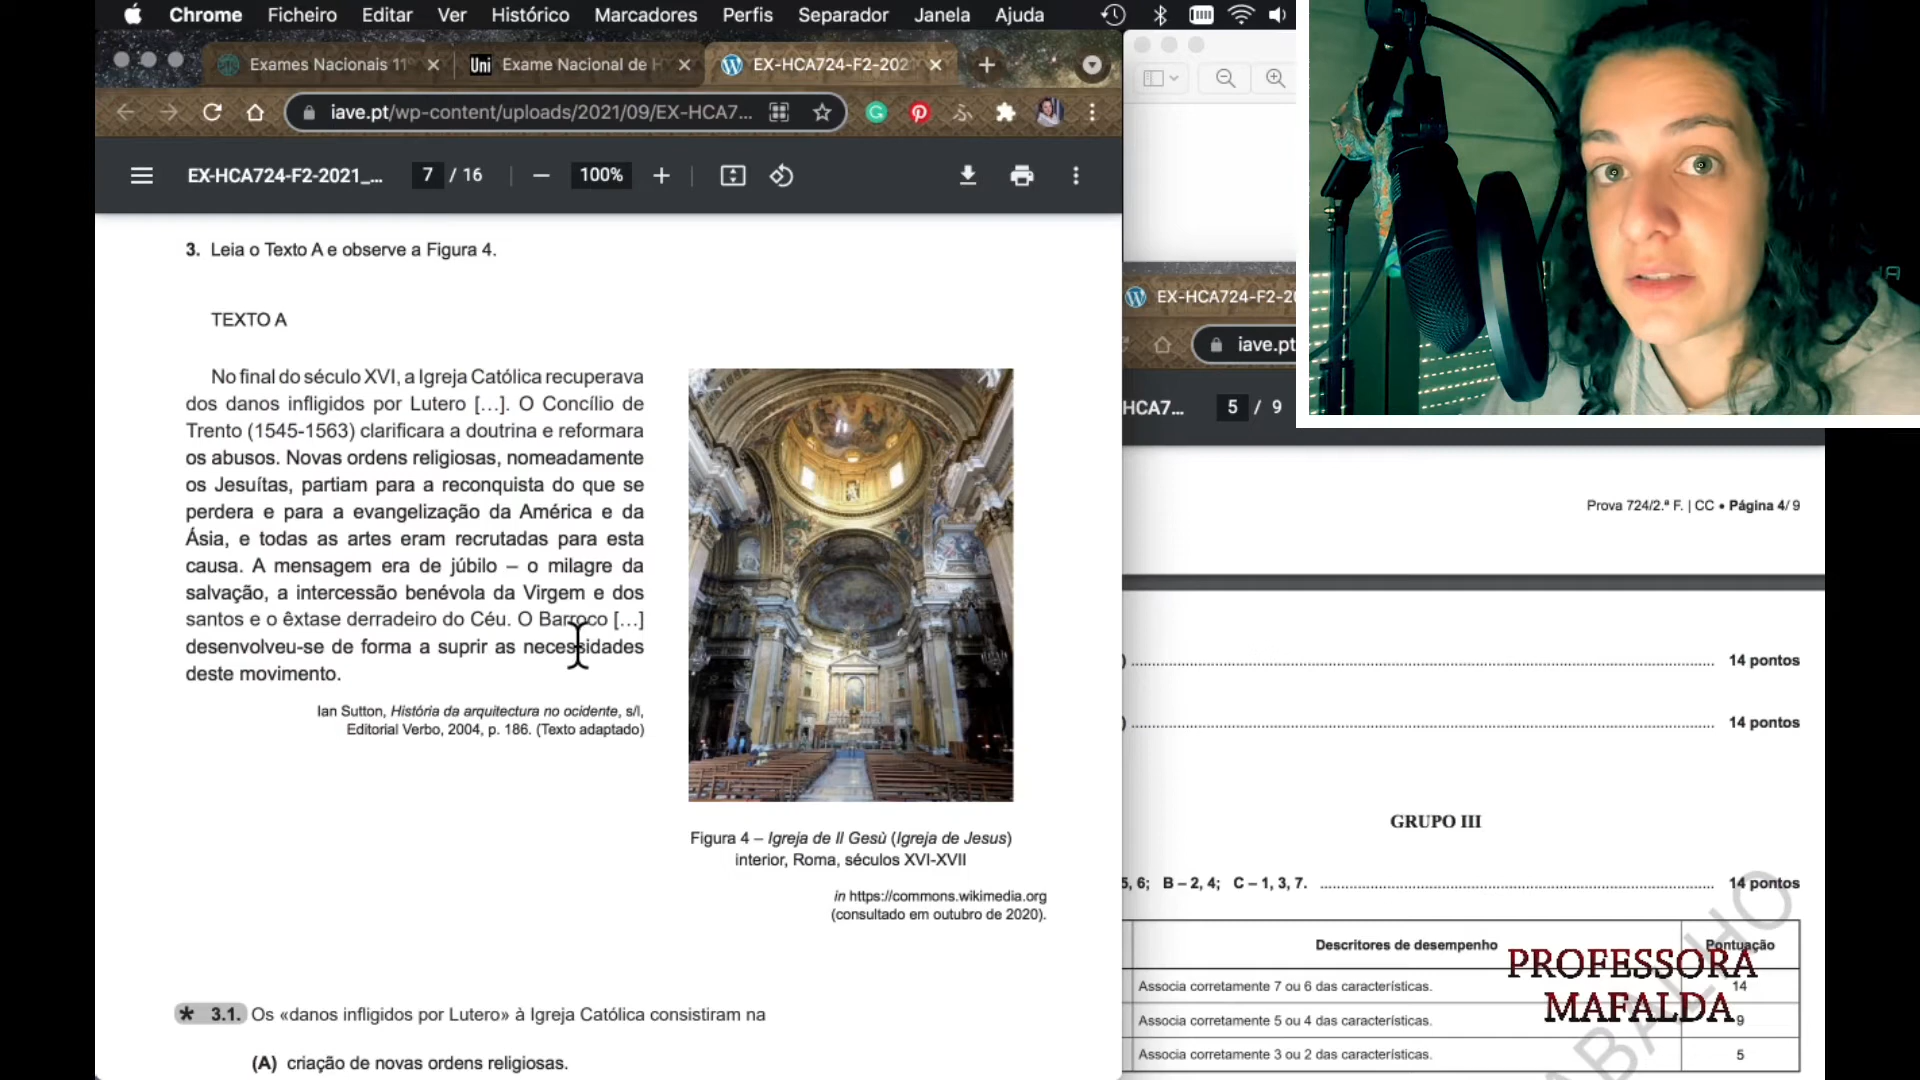 Chrome Ficheiro Editar Ver Histórico Marcadores Perfis Separador Janela Ajuda
Exames Nacionais 11º
Uni Exame Nacional de H
EX-HCA724-F2-202
iave.pt/wp-content/uploads/2021/09/EX-HCA7...
EX-HCA724-F2-2021_... 7 / 16 100%
3. Leia o Texto A e observe a Figura 4.
TEXTO A
No final do século XVI, a Igreja Católica recuperava
dos danos infligidos por Lutero [...]. O Concílio de
Trento (1545-1563) clarificara a doutrina e reformara
os abusos. Novas ordens religiosas, nomeadamente
os Jesuítas, partiam para a reconquista do que se
perdera e para a evangelização da América e da
Ásia, e todas as artes eram recrutadas para esta
causa. A mensagem era de júbilo – o milagre da
salvação, a intercessão benévola da Virgem e dos
santos e o êxtase derradeiro do Céu. O Barroco [...]
desenvolveu-se de forma a suprir as necessidades
deste movimento.
Ian Sutton, História da arquitectura no ocidente, s/l,
Editorial Verbo, 2004, p. 186. (Texto adaptado)
Figura 4 – Igreja de Il Gesù (Igreja de Jesus)
interior, Roma, séculos XVI-XVII
in https://commons.wikimedia.org
(consultado em outubro de 2020).
* 3.1. Os «danos infligidos por Lutero» à Igreja Católica consistiram na
(A) criação de novas ordens religiosas.
EX-HCA724-F2-20
iave.pt
HCA7... 5 / 9
Prova 724/2.ª F. | CC • Página 4/ 9
) 14 pontos
) 14 pontos
GRUPO III
5, 6; B – 2, 4; C – 1, 3, 7. 14 pontos
Descritores de desempenho Pontuação
Associa corretamente 7 ou 6 das características. 14
Associa corretamente 5 ou 4 das características. 9
Associa corretamente 3 ou 2 das características. 5
PROFESSORA
MAFALDA